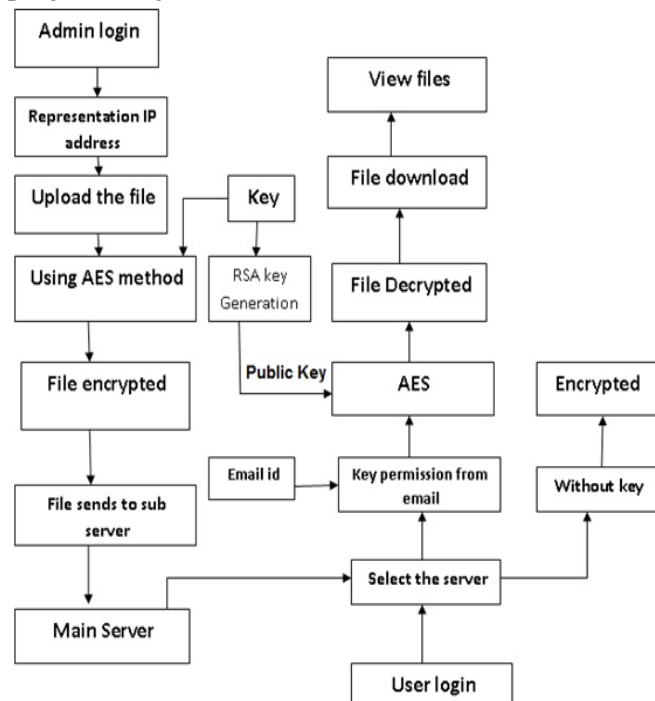 Admin login
Representation IP
address
Upload the file
Using AES method
File encrypted
File sends to sub
server
Main Server
Key
RSA key
Generation
Public Key
Email id
View files
File download
File Decrypted
AES
Key permission from
email
Select the server
User login
Encrypted
Without key